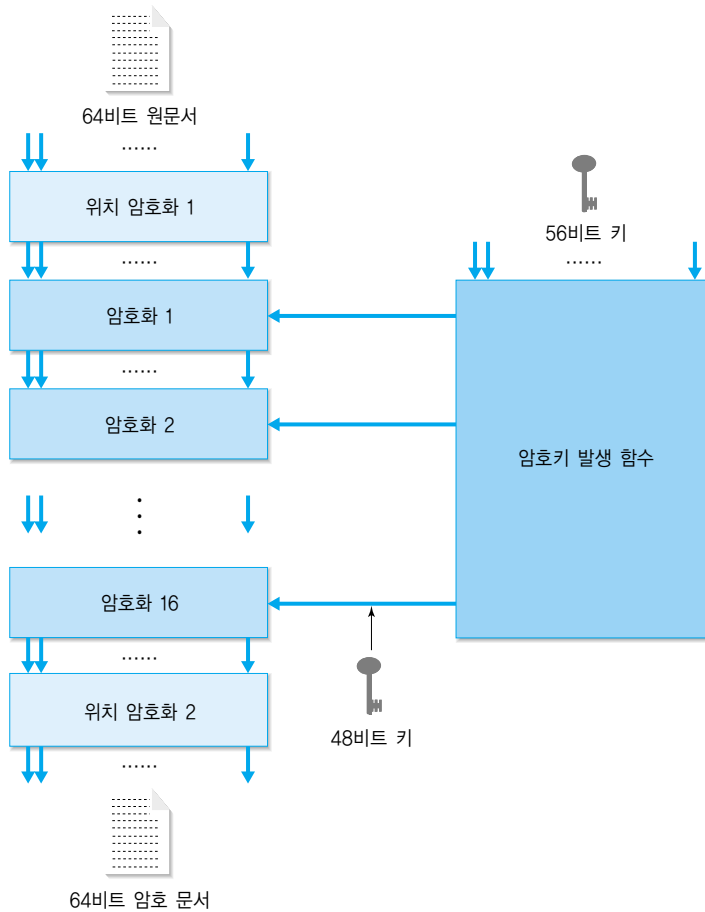 64비트 원문서
······
위치 암호화 1
······
암호화 1
······
암호화 2
암호화 16
······
위치 암호화 2
······
64비트 암호 문서
56비트 키
······
암호키 발생 함수
48비트 키